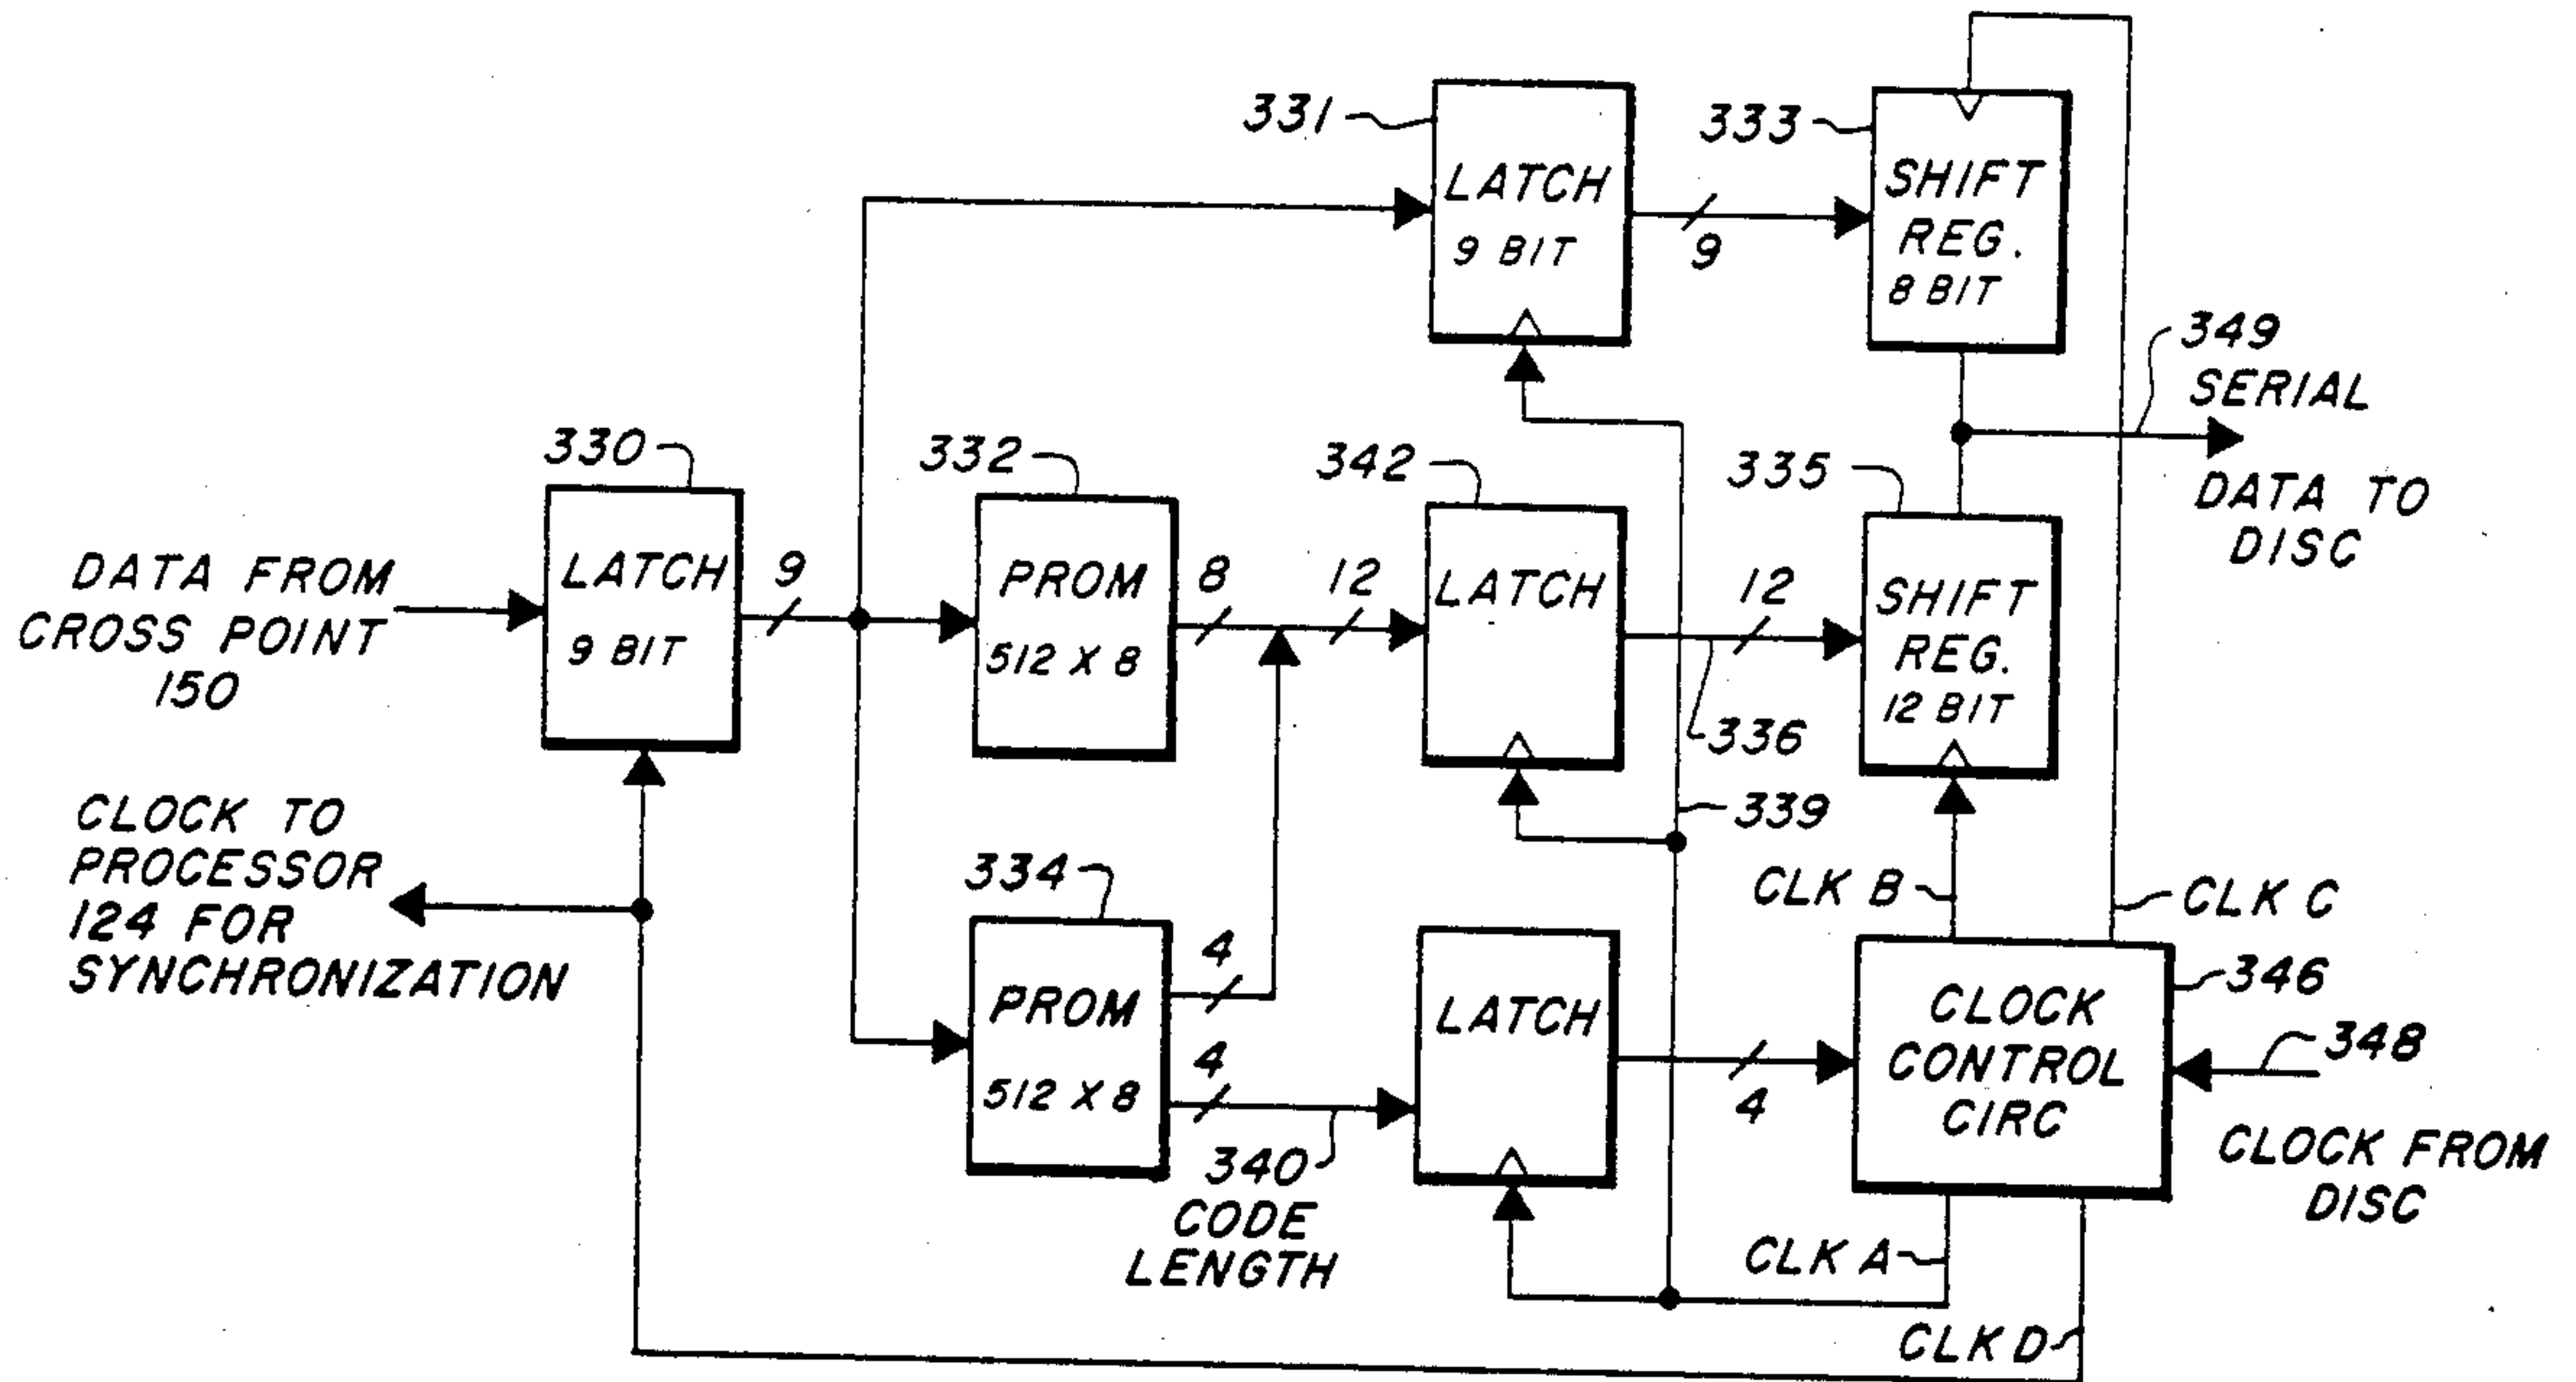 331
LATCH
9 BIT
9
333
SHIFT
REG.
8 BIT
349
SERIAL
DATA TO
DISC
DATA FROM
CROSS POINT
150
330
LATCH
9 BIT
9
332
PROM
512 X 8
8
12
342
LATCH
12
336
335
SHIFT
REG.
12 BIT
339
CLOCK TO
PROCESSOR
124 FOR
SYNCHRONIZATION
334
PROM
512 X 8
4
4
340
CODE
LENGTH
LATCH
4
CLK B
CLK C
346
CLOCK
CONTROL
CIRC
348
CLOCK FROM
DISC
CLK A
CLK D